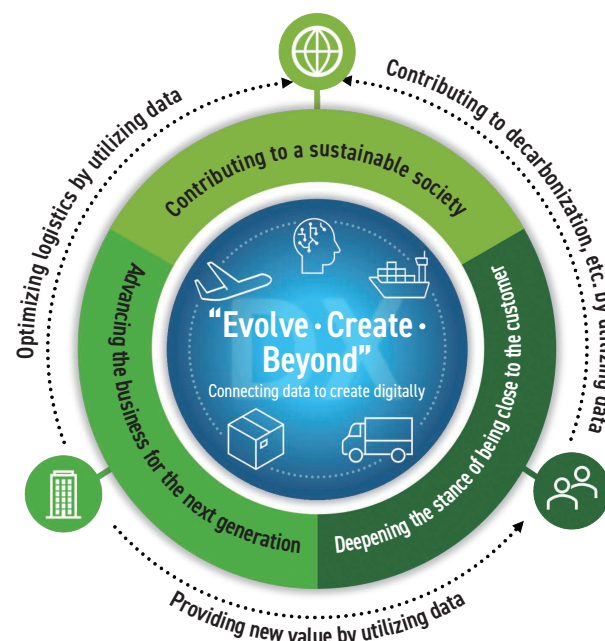 Optimizing logistics by utilizing data
Contributing to decarbonization, etc. by utilizing data
Contributing to a sustainable society
Advancing the business for the next generation
Deepening the stance of being close to the customer
DX
“Evolve・Create・
Beyond”
Connecting data to create digitally
Providing new value by utilizing data